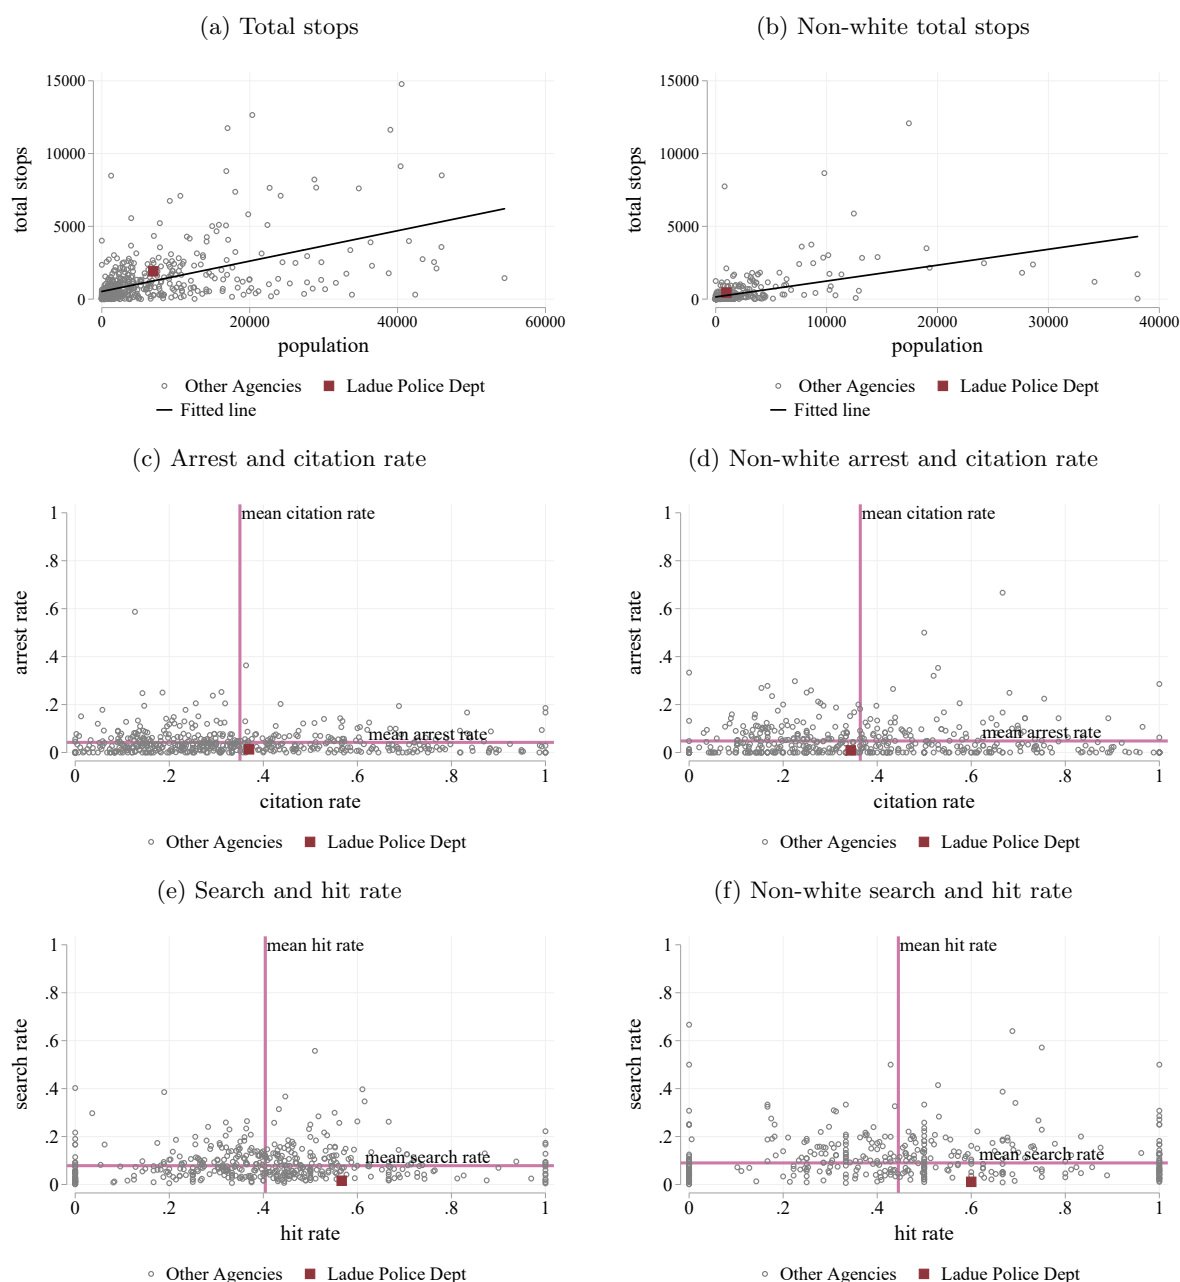 (a) Total stops
(b) Non-white total stops
15000
10000
5000
0
total stops
0 20000 40000 60000
population
Other Agencies Ladue Police Dept
Fitted line
15000
10000
5000
0
total stops
0 10000 20000 30000 40000
population
Other Agencies Ladue Police Dept
Fitted line
(c) Arrest and citation rate
(d) Non-white arrest and citation rate
mean citation rate
mean arrest rate
1
.8
.6
.4
.2
0
arrest rate
0 .2 .4 .6 .8 1
citation rate
Other Agencies Ladue Police Dept
mean citation rate
mean arrest rate
1
.8
.6
.4
.2
0
arrest rate
0 .2 .4 .6 .8 1
citation rate
Other Agencies Ladue Police Dept
(e) Search and hit rate
(f) Non-white search and hit rate
mean hit rate
mean search rate
1
.8
.6
.4
.2
0
search rate
0 .2 .4 .6 .8 1
hit rate
Other Agencies Ladue Police Dept
mean hit rate
mean search rate
1
.8
.6
.4
.2
0
search rate
0 .2 .4 .6 .8 1
hit rate
Other Agencies Ladue Police Dept